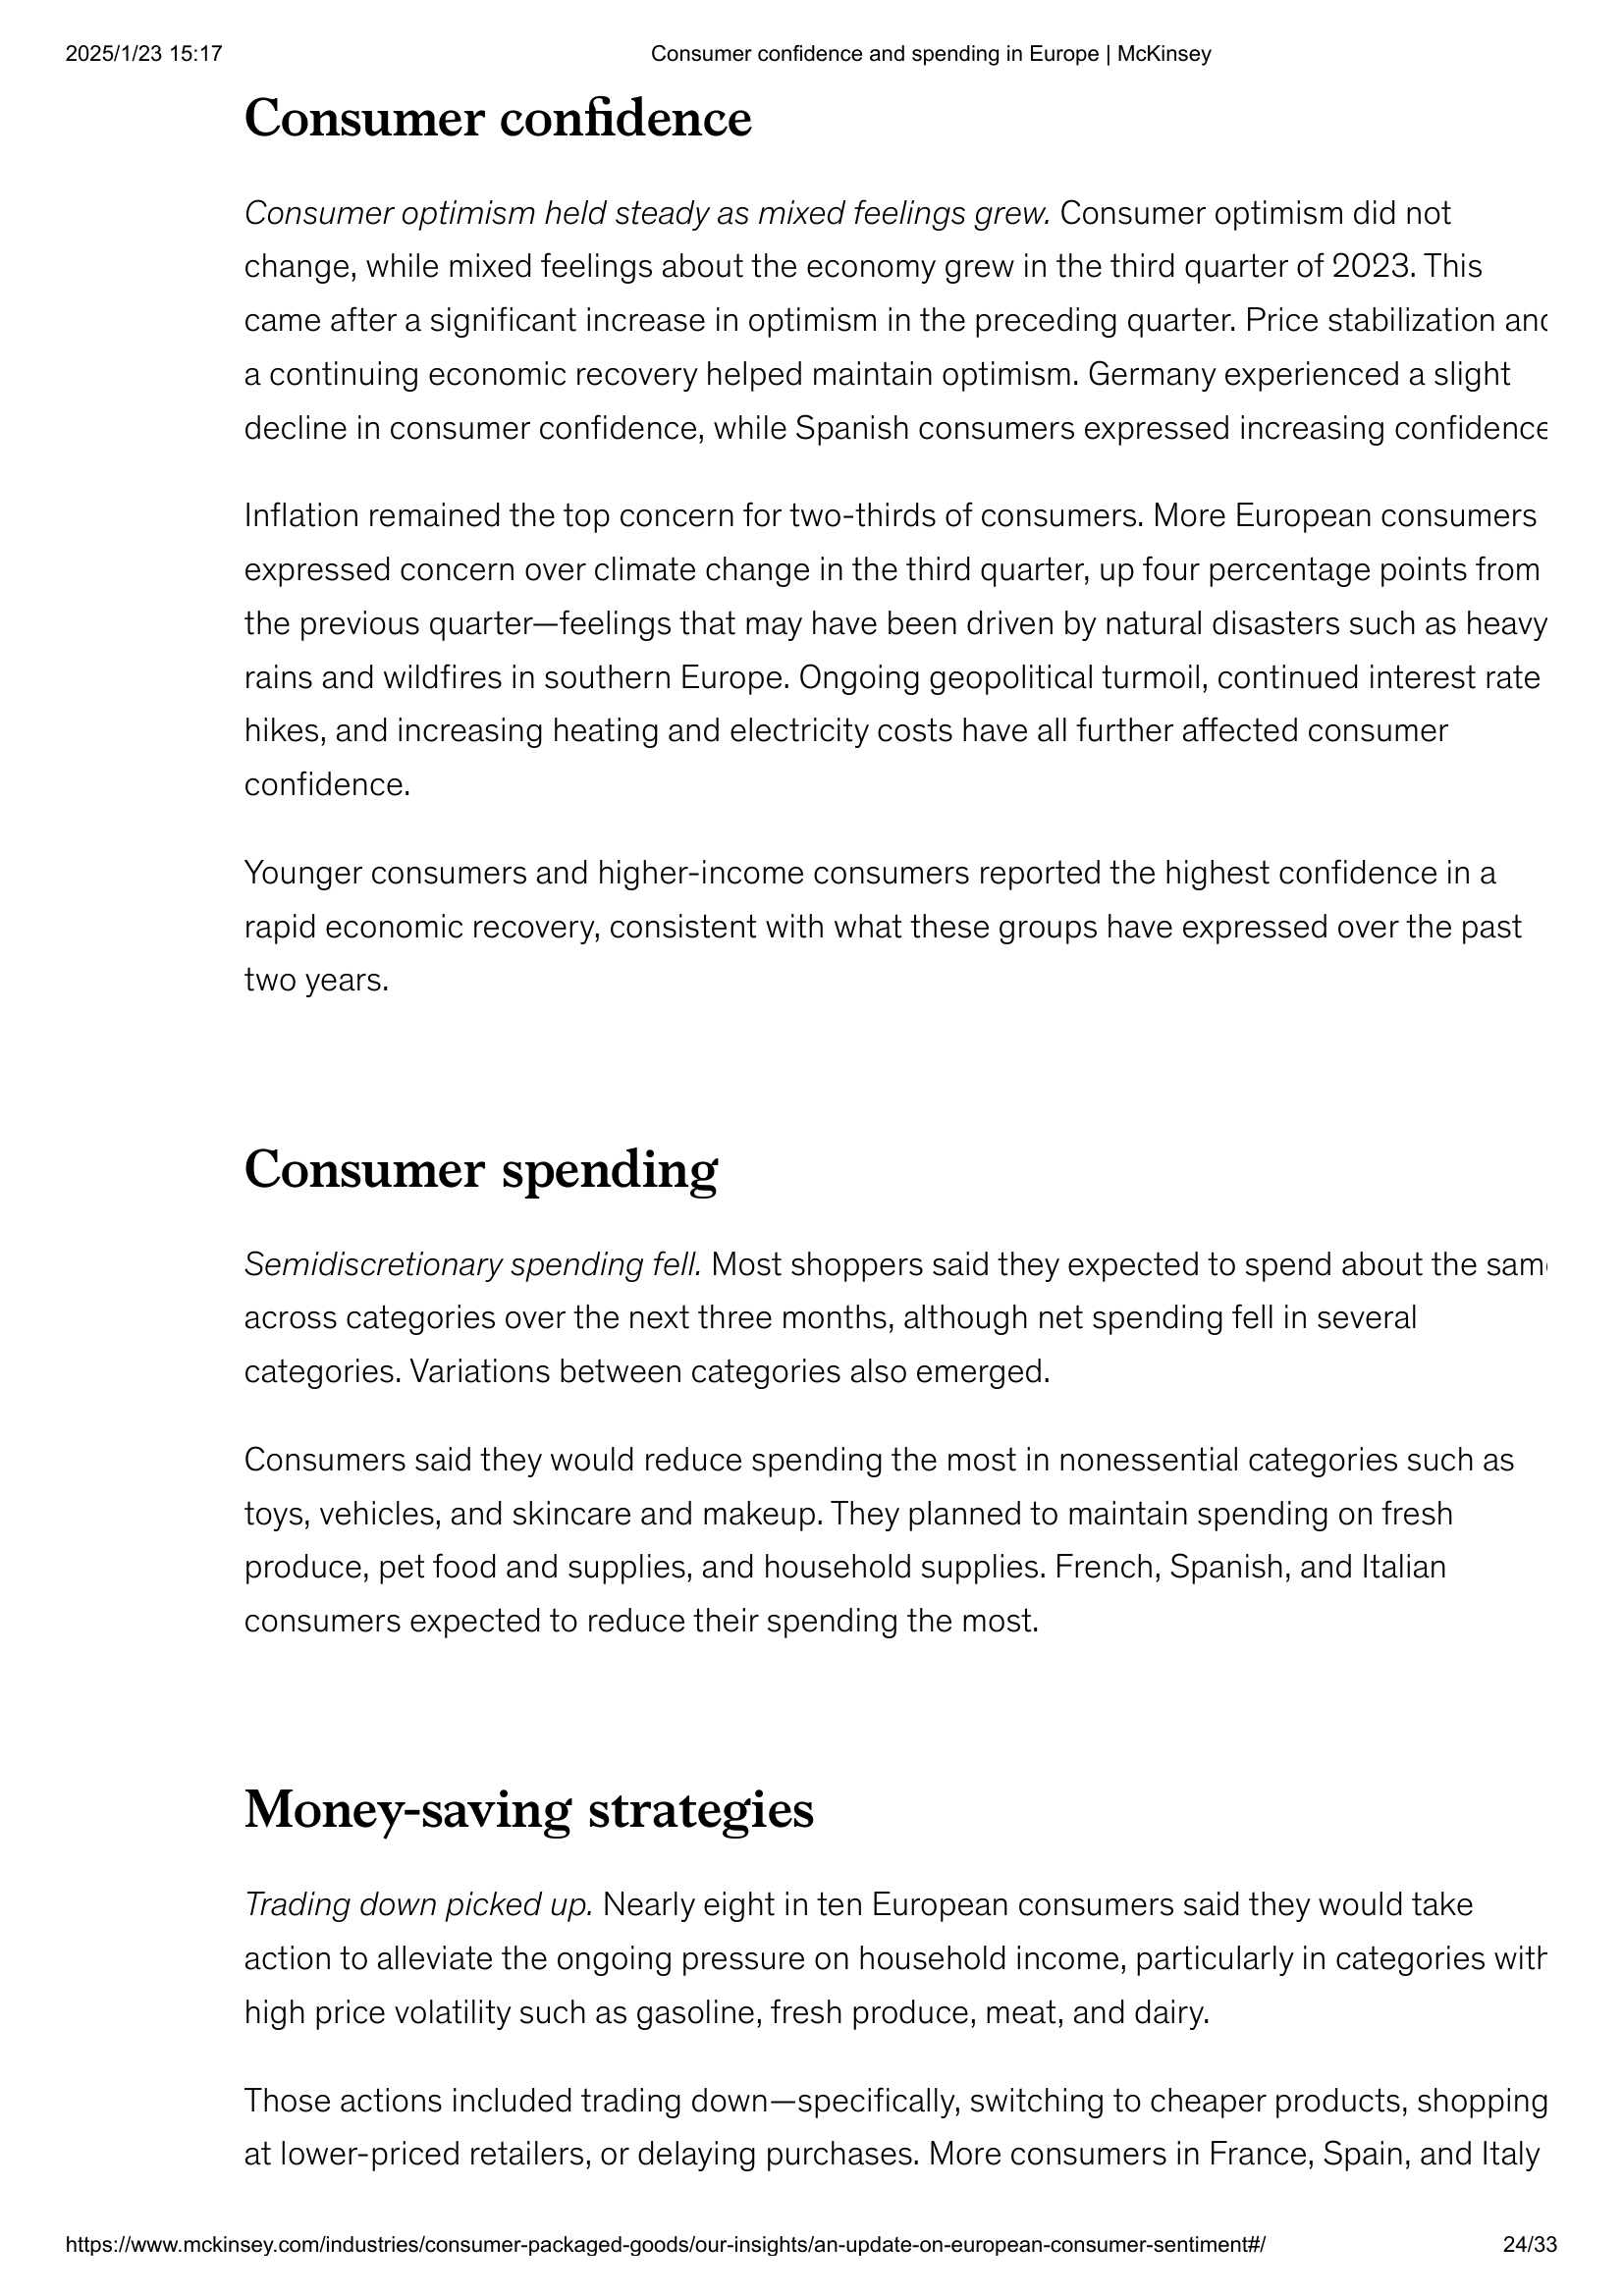 2025/1/23 15:17
Consumer confidence and spending in Europe | McKinsey
Consumer confidence
Consumer optimism held steady as mixed feelings grew. Consumer optimism did not
change, while mixed feelings about the economy grew in the third quarter of 2023. This
came after a significant increase in optimism in the preceding quarter. Price stabilization and
a continuing economic recovery helped maintain optimism. Germany experienced a slight
decline in consumer confidence, while Spanish consumers expressed increasing confidence
Inflation remained the top concern for two-thirds of consumers. More European consumers
expressed concern over climate change in the third quarter, up four percentage points from
the previous quarter—feelings that may have been driven by natural disasters such as heavy
rains and wildfires in southern Europe. Ongoing geopolitical turmoil, continued interest rate
hikes, and increasing heating and electricity costs have all further affected consumer
confidence.
Younger consumers and higher-income consumers reported the highest confidence in a
rapid economic recovery, consistent with what these groups have expressed over the past
two years.
Consumer spending
Semidiscretionary spending fell. Most shoppers said they expected to spend about the same
across categories over the next three months, although net spending fell in several
categories. Variations between categories also emerged.
Consumers said they would reduce spending the most in nonessential categories such as
toys, vehicles, and skincare and makeup. They planned to maintain spending on fresh
produce, pet food and supplies, and household supplies. French, Spanish, and Italian
consumers expected to reduce their spending the most.
Money-saving strategies
Trading down picked up. Nearly eight in ten European consumers said they would take
action to alleviate the ongoing pressure on household income, particularly in categories with
high price volatility such as gasoline, fresh produce, meat, and dairy.
Those actions included trading down—specifically, switching to cheaper products, shopping
at lower-priced retailers, or delaying purchases. More consumers in France, Spain, and Italy
https://www.mckinsey.com/industries/consumer-packaged-goods/our-insights/an-update-on-european-consumer-sentiment#/
24/33